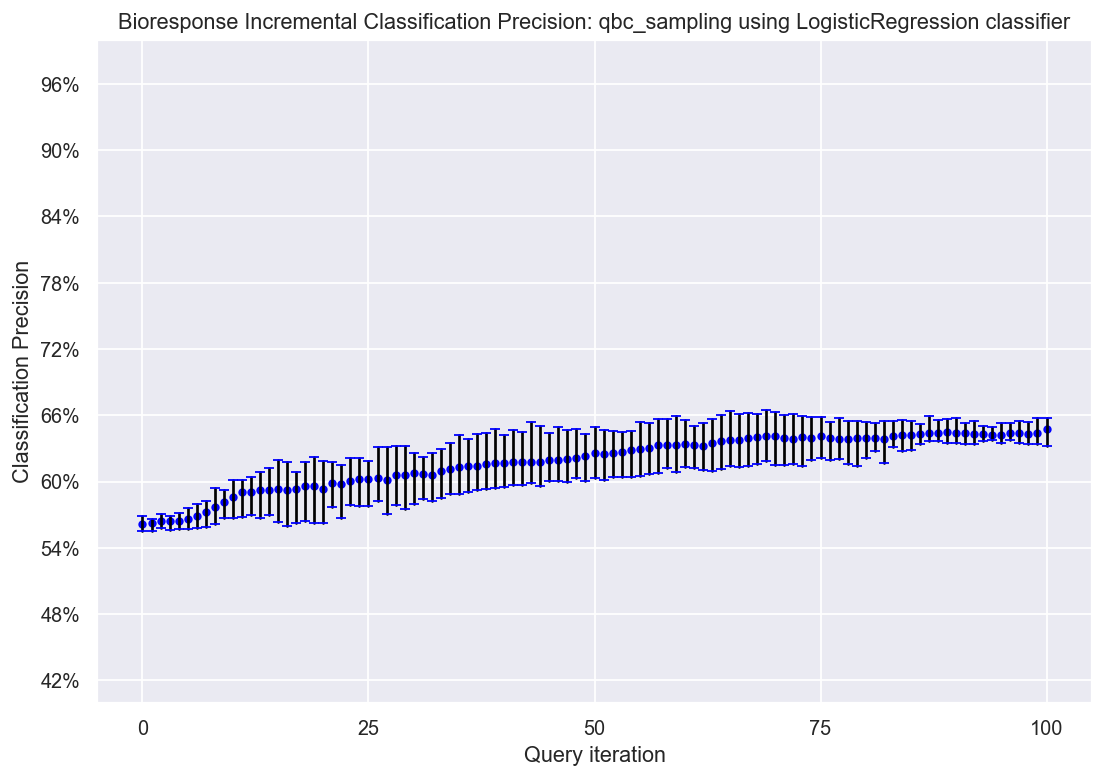 Bioresponse Incremental Classification Precision: qbc_sampling using LogisticRegression classifier
96%
90%
84%
78%
72%
66%
60%
54%
48%
42%
Classification Precision
0 25 50 75 100
Query iteration